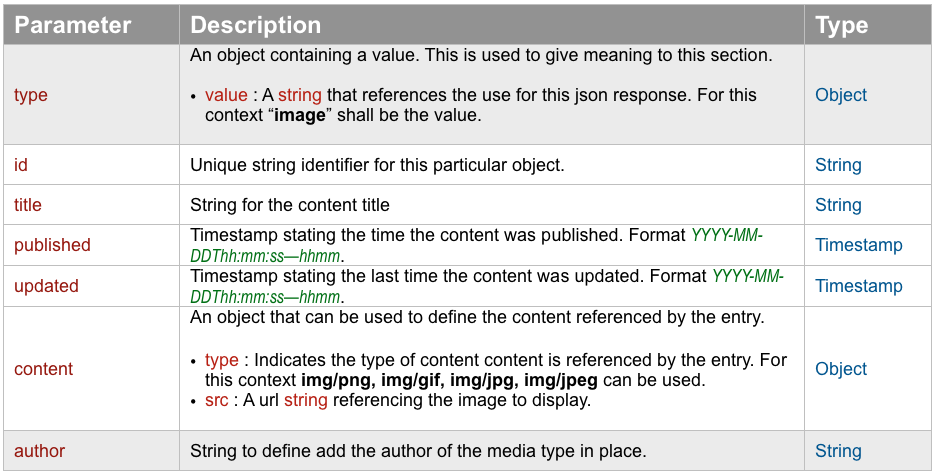 Parameter Description Type
An object containing a value. This is used to give meaning to this section.
type • value : A string that references the use for this json response. For this Object
context “image” shall be the value.
id Unique string identifier for this particular object. String
title String for the content title String
published Timestamp stating the time the content was published. Format YYYY-MM- Timestamp
DDThh:mm:ss—hhmm.
updated Timestamp stating the last time the content was updated. Format YYYY-MM- Timestamp
DDThh:mm:ss—hhmm.
An object that can be used to define the content referenced by the entry.
content • type : Indicates the type of content content is referenced by the entry. For Object
this context img/png, img/gif, img/jpg, img/jpeg can be used.
• src : A url string referencing the image to display.
author String to define add the author of the media type in place. String